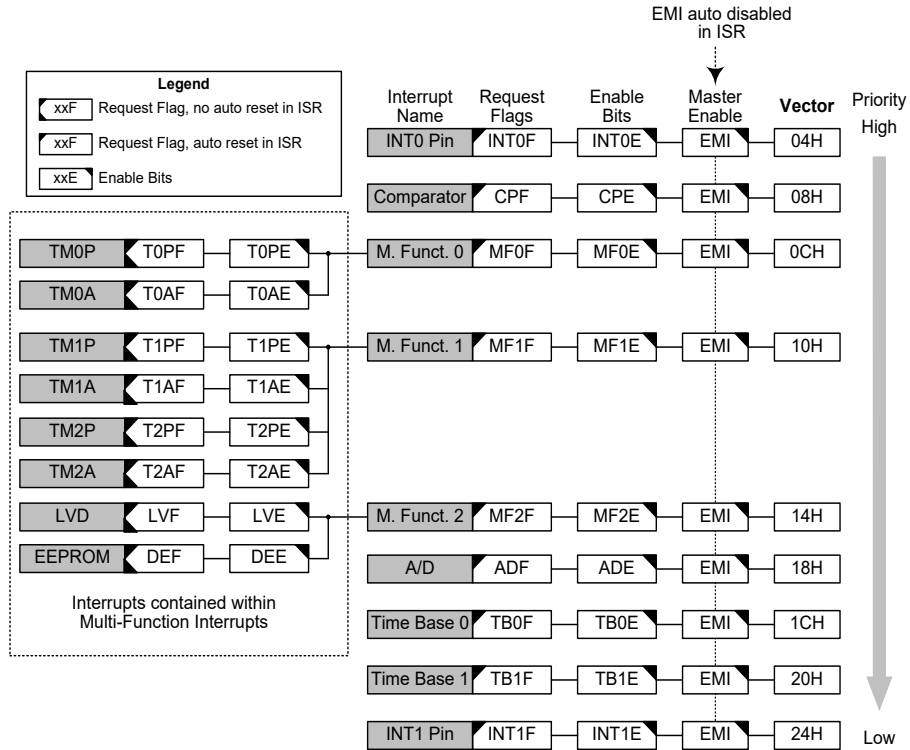 EMI auto disabled
in ISR
Legend
xxF Request Flag, no auto reset in ISR
xxF Request Flag, auto reset in ISR
xxE Enable Bits
Interrupt Name Request Flags Enable Bits Master Enable Vector Priority
High
INT0 Pin INT0F INT0E EMI 04H
Comparator CPF CPE EMI 08H
TM0P T0PF T0PE M. Funct. 0 MF0F MF0E EMI 0CH
TM0A T0AF T0AE
TM1P T1PF T1PE M. Funct. 1 MF1F MF1E EMI 10H
TM1A T1AF T1AE
TM2P T2PF T2PE
TM2A T2AF T2AE
LVD LVF LVE M. Funct. 2 MF2F MF2E EMI 14H
EEPROM DEF DEE A/D ADF ADE EMI 18H
Interrupts contained within
Multi-Function Interrupts
Time Base 0 TB0F TB0E EMI 1CH
Time Base 1 TB1F TB1E EMI 20H
INT1 Pin INT1F INT1E EMI 24H
Low